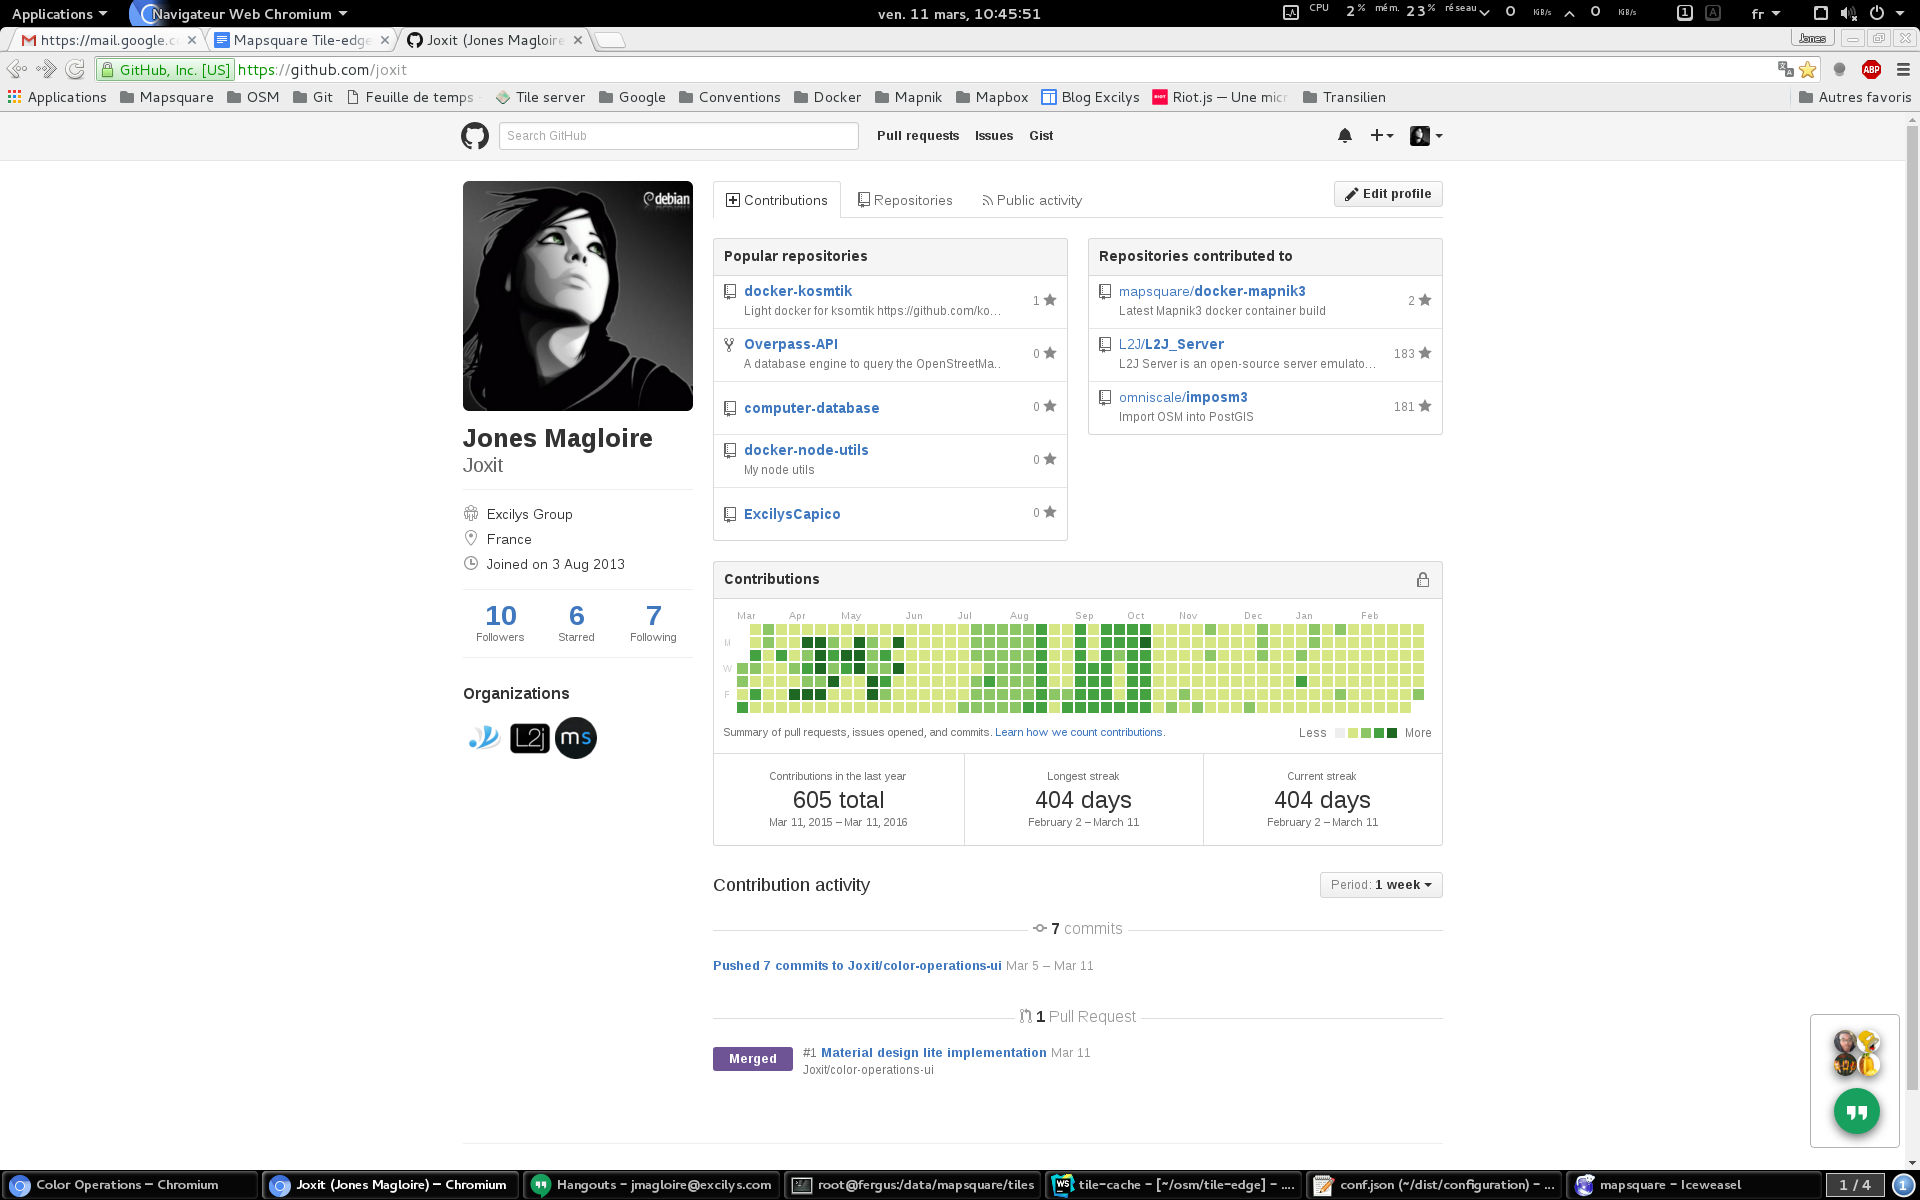 Applications
Navigateur Web Chromium
ven. 11 mars, 10:45:51
CPU 2% mém. 23% réseau 0 KiB/s 0 KiB/s
1 A fr
https://mail.google.c
Mapsquare Tile-edge
Joxit (Jones Magloire
Jones
GitHub, Inc. [US] https://github.com/joxit
ABP
Applications Mapsquare OSM Git Feuille de temps Tile server Google Conventions Docker Mapnik Mapbox Blog Excilys Riot.js — Une micr Transilien Autres favoris
Search GitHub
Pull requests Issues Gist
debian
Jones Magloire
Joxit
Excilys Group
France
Joined on 3 Aug 2013
10 Followers
6 Starred
7 Following
Organizations
L2j
ms
Contributions Repositories Public activity
Edit profile
Popular repositories
docker-kosmtik 1
Light docker for ksomtik https://github.com/ko…
Overpass-API 0
A database engine to query the OpenStreetMa…
computer-database 0
docker-node-utils 0
My node utils
ExcilysCapico 0
Repositories contributed to
mapsquare/docker-mapnik3 2
Latest Mapnik3 docker container build
L2J/L2J_Server 183
L2J Server is an open-source server emulato…
omniscale/imposm3 181
Import OSM into PostGIS
Contributions
Mar Apr May Jun Jul Aug Sep Oct Nov Dec Jan Feb
M
W
F
Summary of pull requests, issues opened, and commits. Learn how we count contributions.
Less More
Contributions in the last year
605 total
Mar 11, 2015 – Mar 11, 2016
Longest streak
404 days
February 2 – March 11
Current streak
404 days
February 2 – March 11
Contribution activity
Period: 1 week
7 commits
Pushed 7 commits to Joxit/color-operations-ui Mar 5 – Mar 11
1 Pull Request
Merged
#1 Material design lite implementation Mar 11
Joxit/color-operations-ui
Color Operations – Chromium
Joxit (Jones Magloire) – Chromium
Hangouts – jmagloire@excilys.com
root@fergus:/data/mapsquare/tiles
WS
tile-cache – [~/osm/tile-edge] – ....
conf.json (~/dist/configuration) – ...
mapsquare – Iceweasel
1 / 4
1